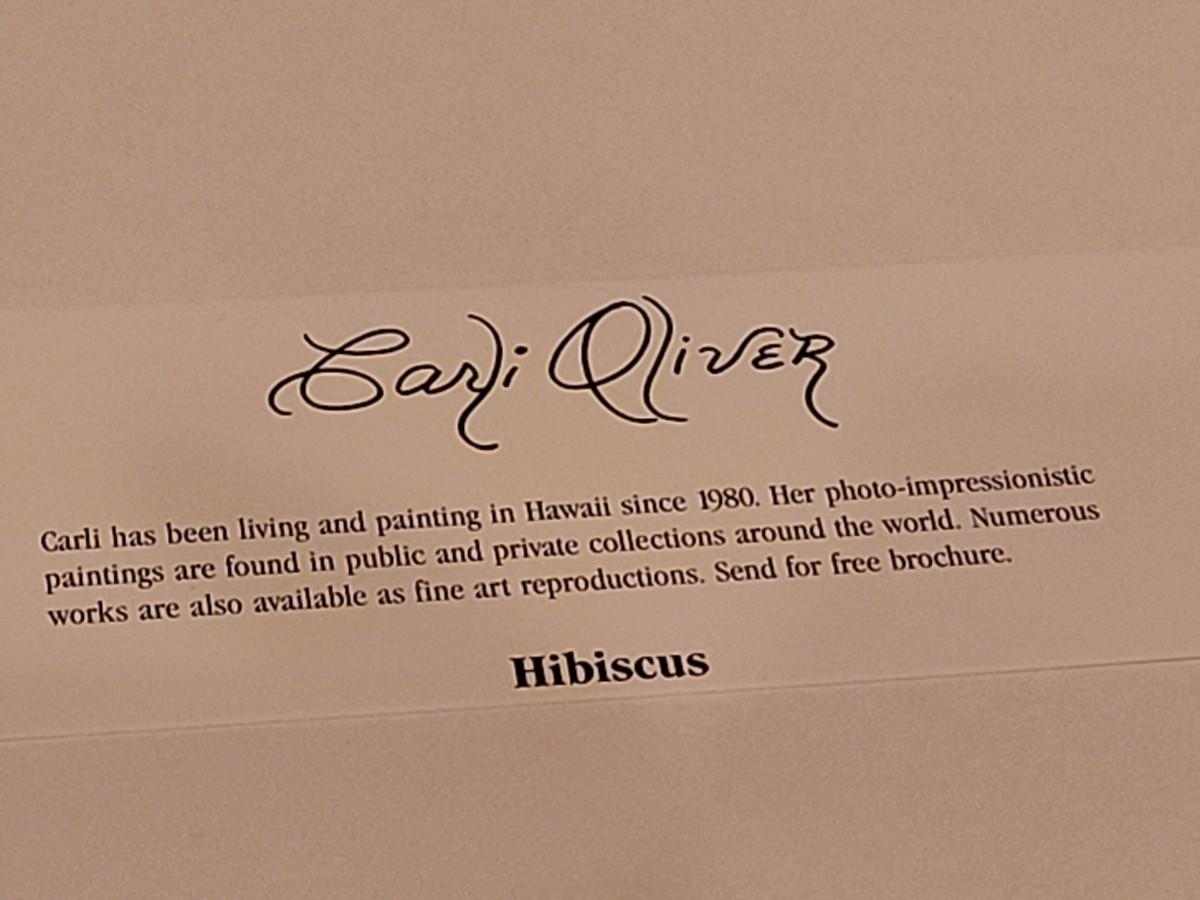 Carli Oliver
Carli has been living and painting in Hawaii since 1980. Her photo-impressionistic
paintings are found in public and private collections around the world. Numerous
works are also available as fine art reproductions. Send for free brochure.
Hibiscus